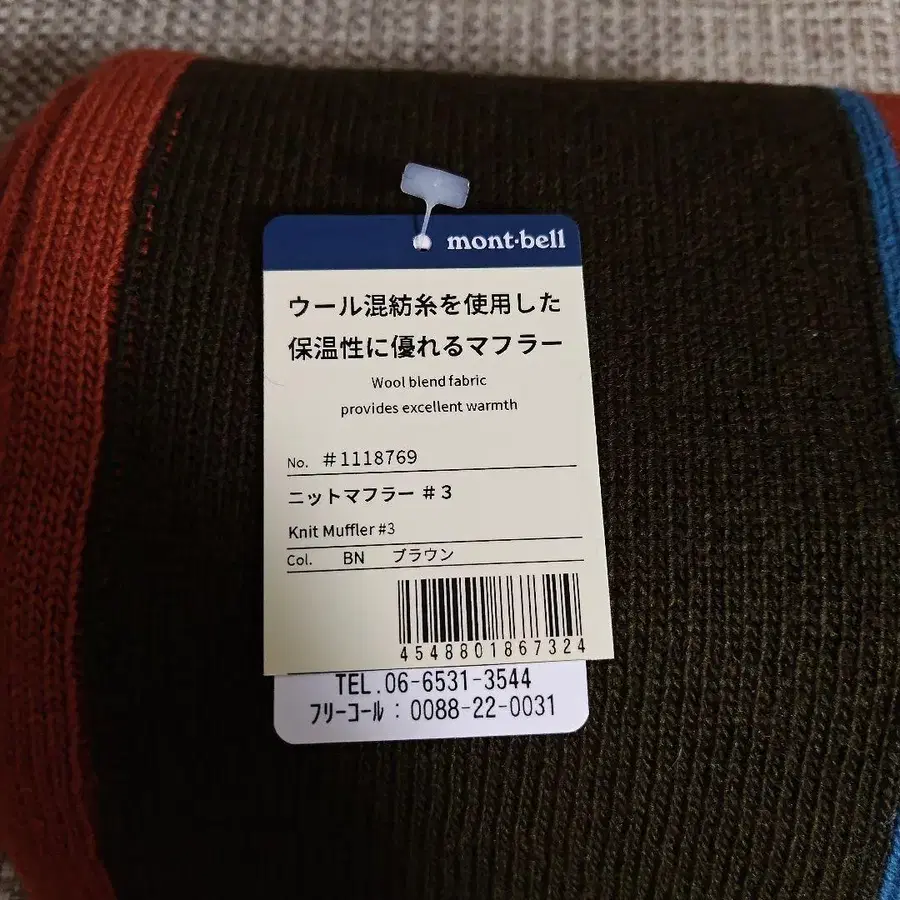 mont·bell
ウール混紡糸を使用した
保温性に優れるマフラー
Wool blend fabric
provides excellent warmth
No. #1118769
ニットマフラー #3
Knit Muffler #3
Col. BN ブラウン
4548801867324
TEL.06-6531-3544
フリーコール:0088-22-0031